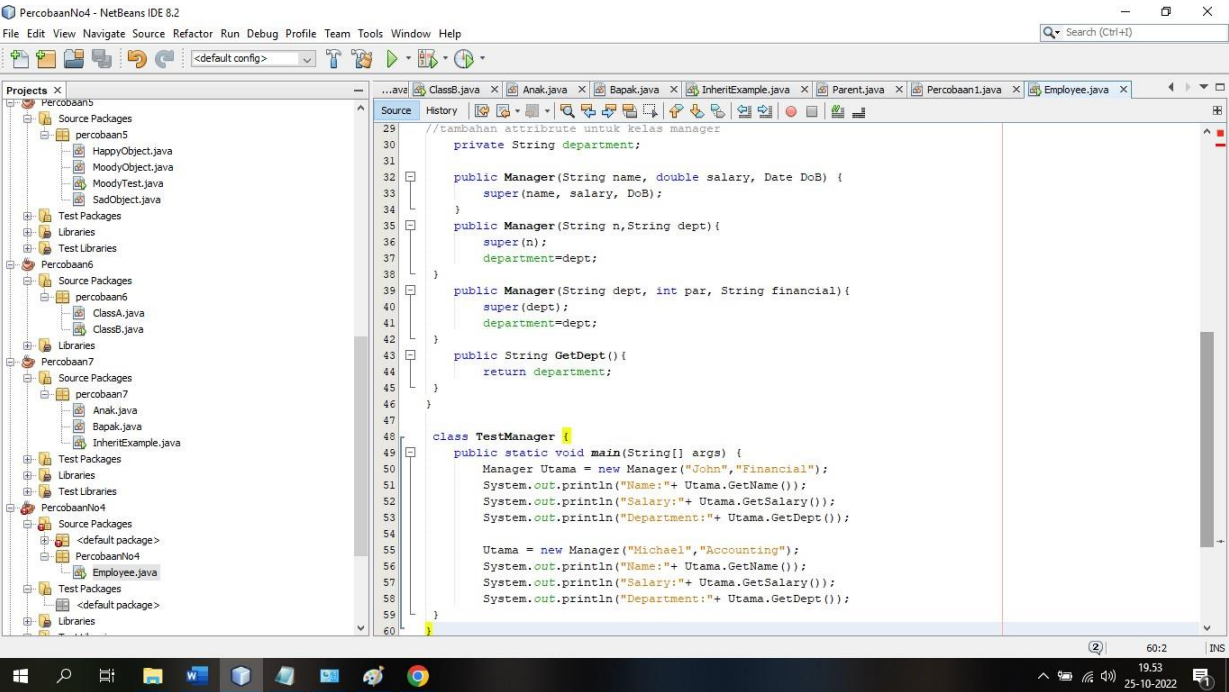 PercobaanNo4 - NetBeans IDE 8.2
File Edit View Navigate Source Refactor Run Debug Profile Team Tools Window Help
Search (Ctrl+I)
<default config>
Projects
...ava ClassB.java Anak.java Bapak.java InheritExample.java Parent.java Percobaan1.java Employee.java
Source History
Percobaan5
Source Packages
percobaan5
HappyObject.java
MoodyObject.java
MoodyTest.java
SadObject.java
Test Packages
Libraries
Test Libraries
Percobaan6
Source Packages
percobaan6
ClassA.java
ClassB.java
Libraries
Percobaan7
Source Packages
percobaan7
Anak.java
Bapak.java
InheritExample.java
Test Packages
Libraries
Test Libraries
PercobaanNo4
Source Packages
<default package>
PercobaanNo4
Employee.java
Test Packages
<default package>
Libraries
29 //tambahan attribrute untuk kelas manager
30 private String department;
31
32 public Manager(String name, double salary, Date DoB) {
33 super(name, salary, DoB);
34 }
35 public Manager(String n,String dept){
36 super(n);
37 department=dept;
38 }
39 public Manager(String dept, int par, String financial){
40 super(dept);
41 department=dept;
42 }
43 public String GetDept(){
44 return department;
45 }
46 }
47
48 class TestManager {
49 public static void main(String[] args) {
50 Manager Utama = new Manager("John","Financial");
51 System.out.println("Name:"+ Utama.GetName());
52 System.out.println("Salary:"+ Utama.GetSalary());
53 System.out.println("Department:"+ Utama.GetDept());
54
55 Utama = new Manager("Michael","Accounting");
56 System.out.println("Name:"+ Utama.GetName());
57 System.out.println("Salary:"+ Utama.GetSalary());
58 System.out.println("Department:"+ Utama.GetDept());
59 }
60 }
2 60:2 INS
19.53
25-10-2022
1